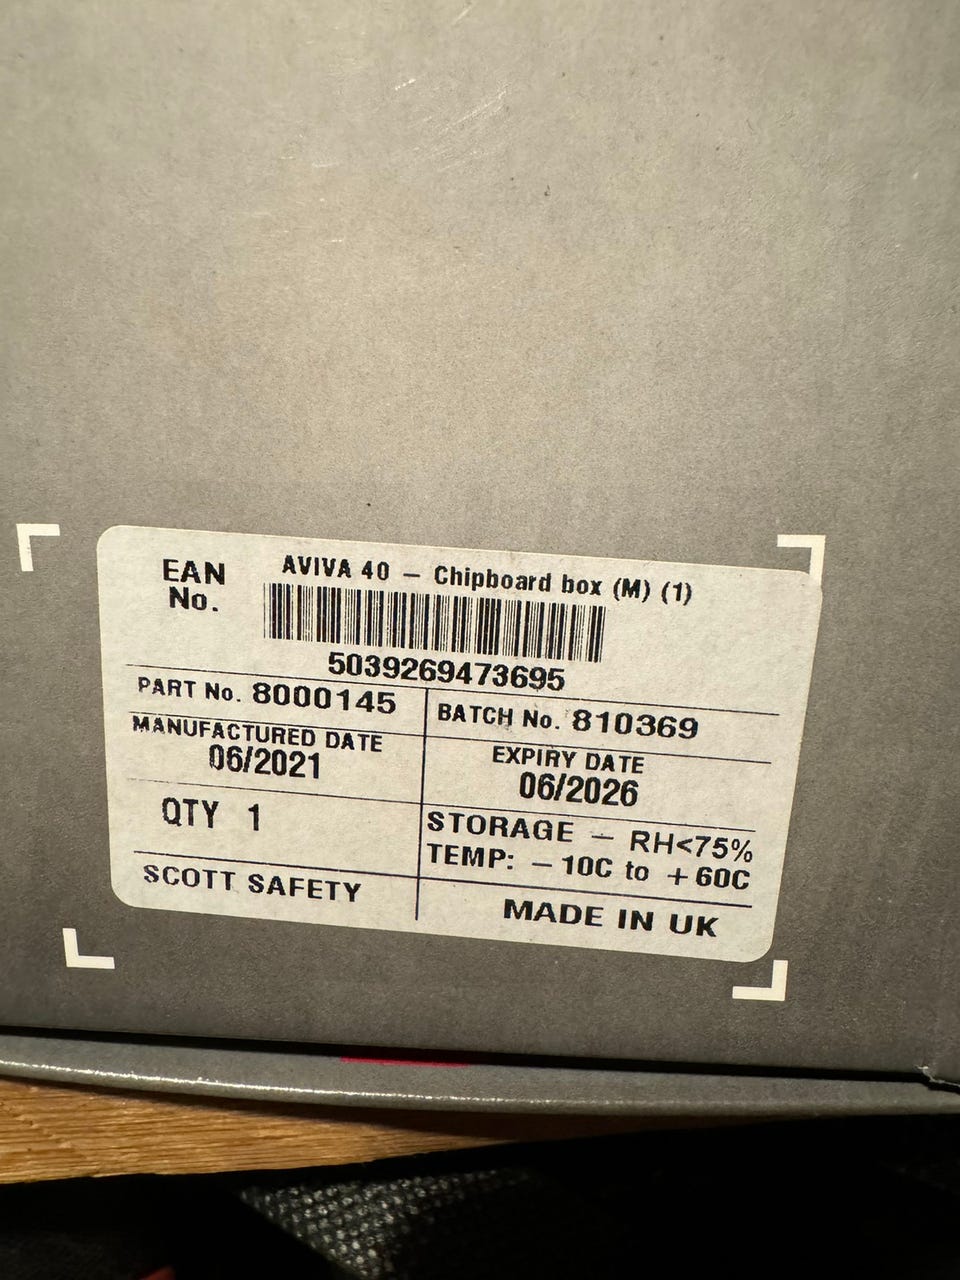 EAN No.
AVIVA 40 – Chipboard box (M) (1)
5039269473695
PART No. 8000145
BATCH No. 810369
MANUFACTURED DATE
06/2021
EXPIRY DATE
06/2026
QTY 1
STORAGE – RH<75%
TEMP: –10C to +60C
SCOTT SAFETY
MADE IN UK